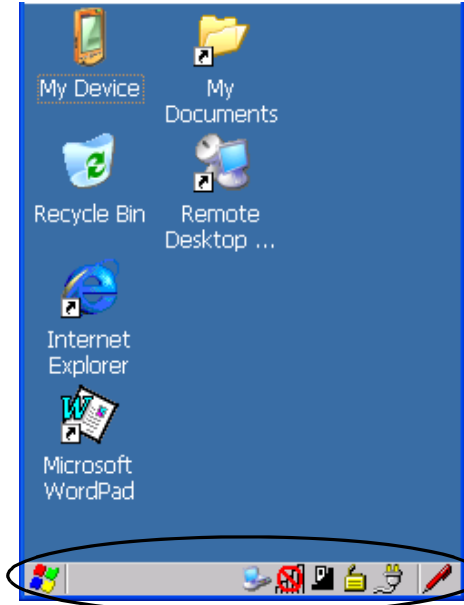 My Device
My
Documents
Recycle Bin
Remote
Desktop ...
Internet
Explorer
Microsoft
WordPad